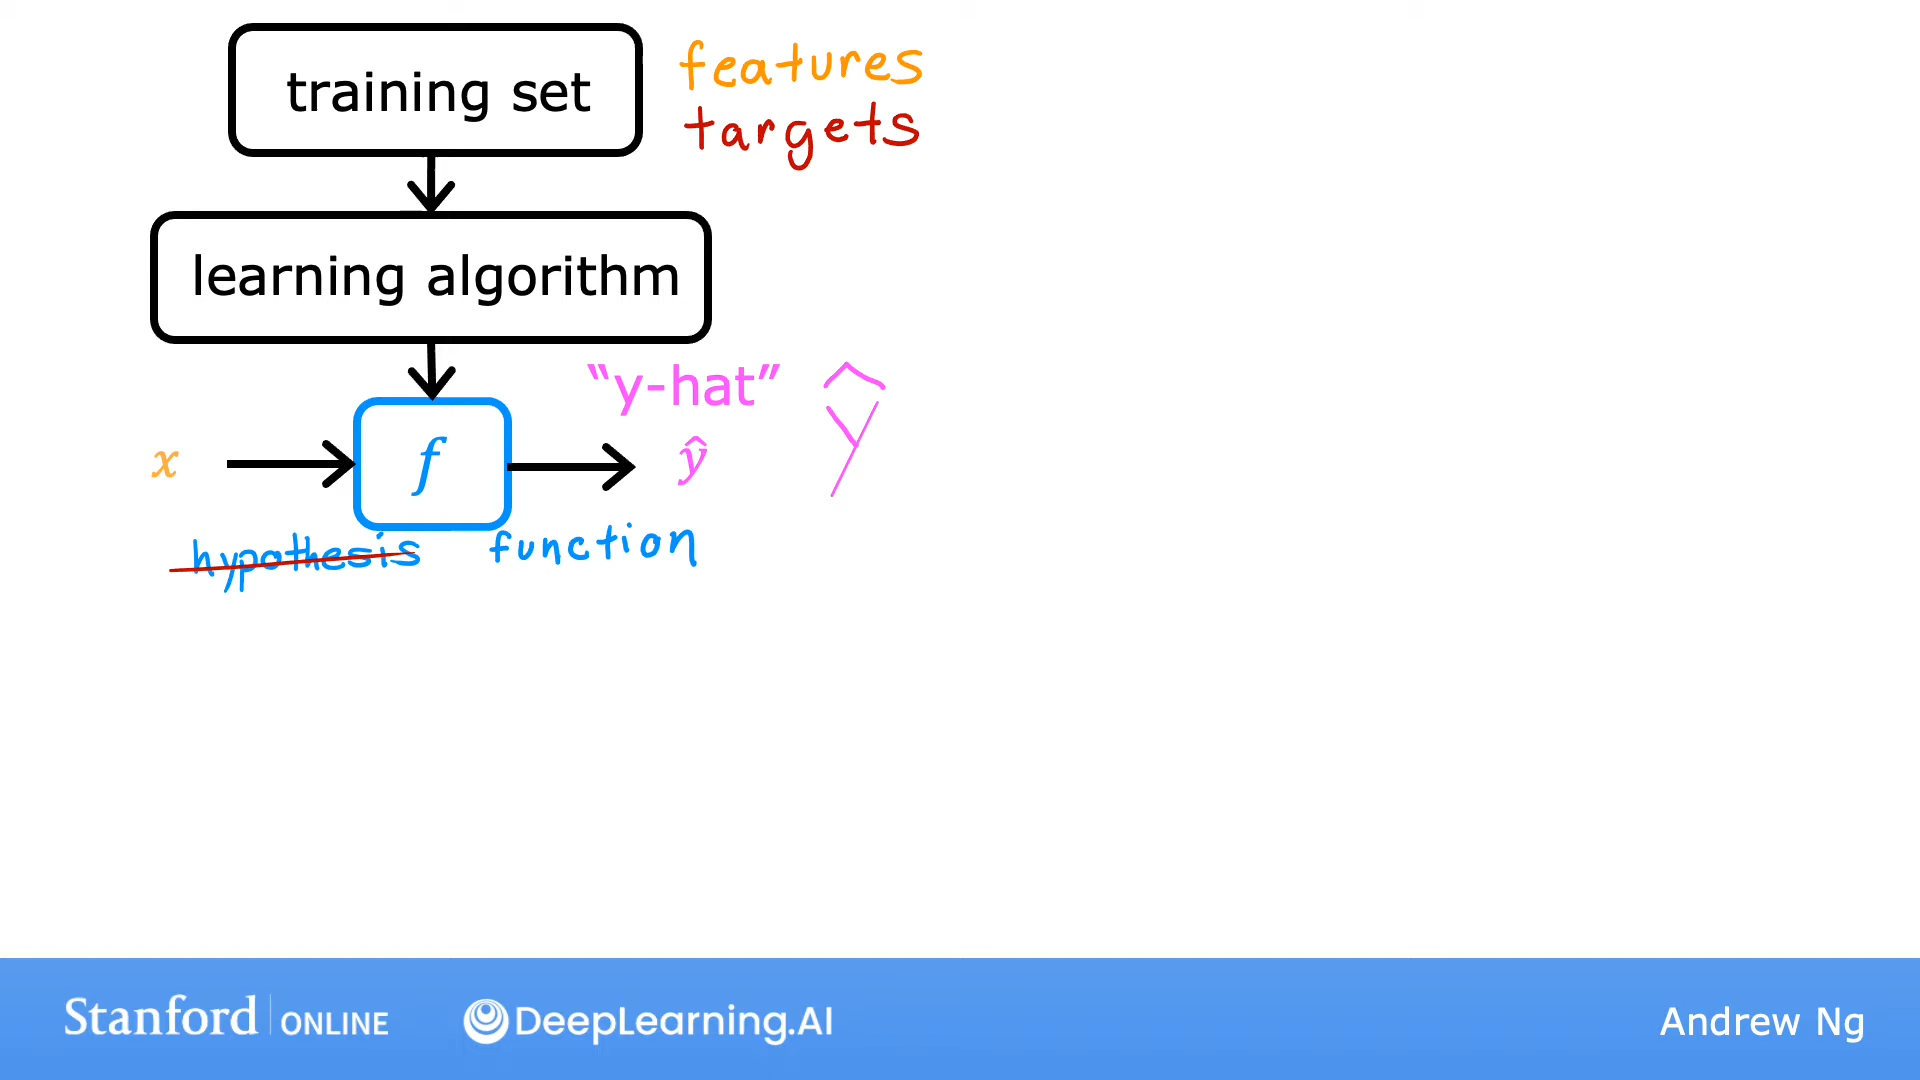 training set
features
targets
learning algorithm
“y-hat”
ŷ
x
f
ŷ
hypothesis function
Stanford ONLINE
DeepLearning.AI
Andrew Ng